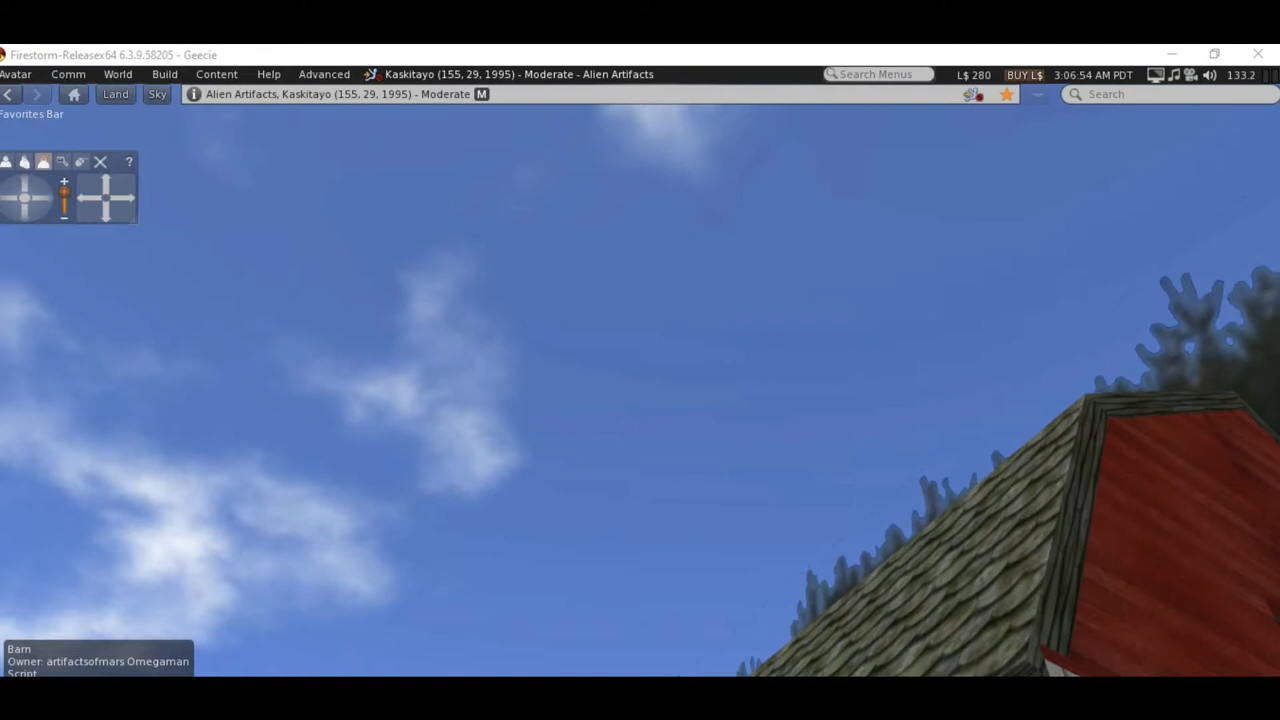 Firestorm-Releasex64 6.3.9.58205 - Geecie
Avatar Comm World Build Content Help Advanced Kaskitayo (155, 29, 1995) - Moderate - Alien Artifacts Search Menus L$ 280 BUY L$ 3:06:54 AM PDT 133.2
Land Sky Alien Artifacts, Kaskitayo (155, 29, 1995) - Moderate M Search
Favorites Bar
?
Barn
Owner: artifactsofmars Omegaman
Script